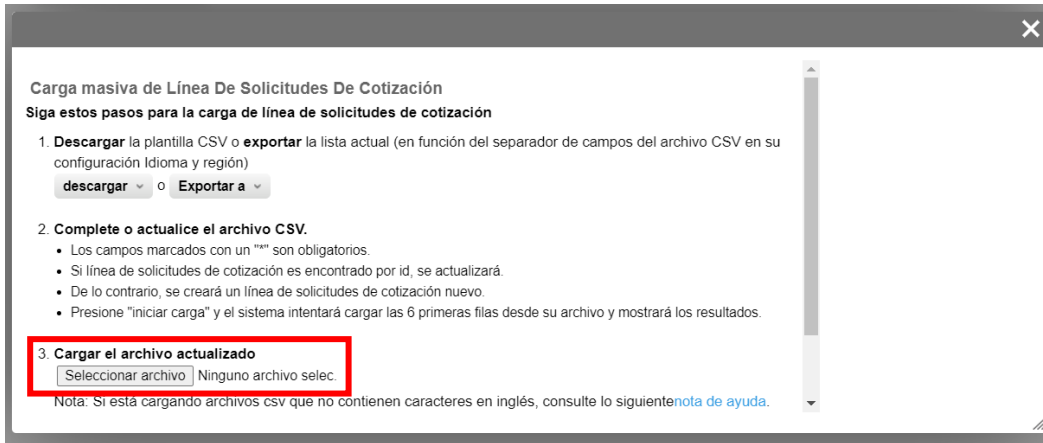 Carga masiva de Línea De Solicitudes De Cotización
Siga estos pasos para la carga de línea de solicitudes de cotización
1. Descargar la plantilla CSV o exportar la lista actual (en función del separador de campos del archivo CSV en su
configuración Idioma y región)
descargar o Exportar a
2. Complete o actualice el archivo CSV.
• Los campos marcados con un "*" son obligatorios.
• Si línea de solicitudes de cotización es encontrado por id, se actualizará.
• De lo contrario, se creará un línea de solicitudes de cotización nuevo.
• Presione "iniciar carga" y el sistema intentará cargar las 6 primeras filas desde su archivo y mostrará los resultados.
3. Cargar el archivo actualizado
Seleccionar archivo Ninguno archivo selec.
Nota: Si está cargando archivos csv que no contienen caracteres en inglés, consulte lo siguientenota de ayuda.